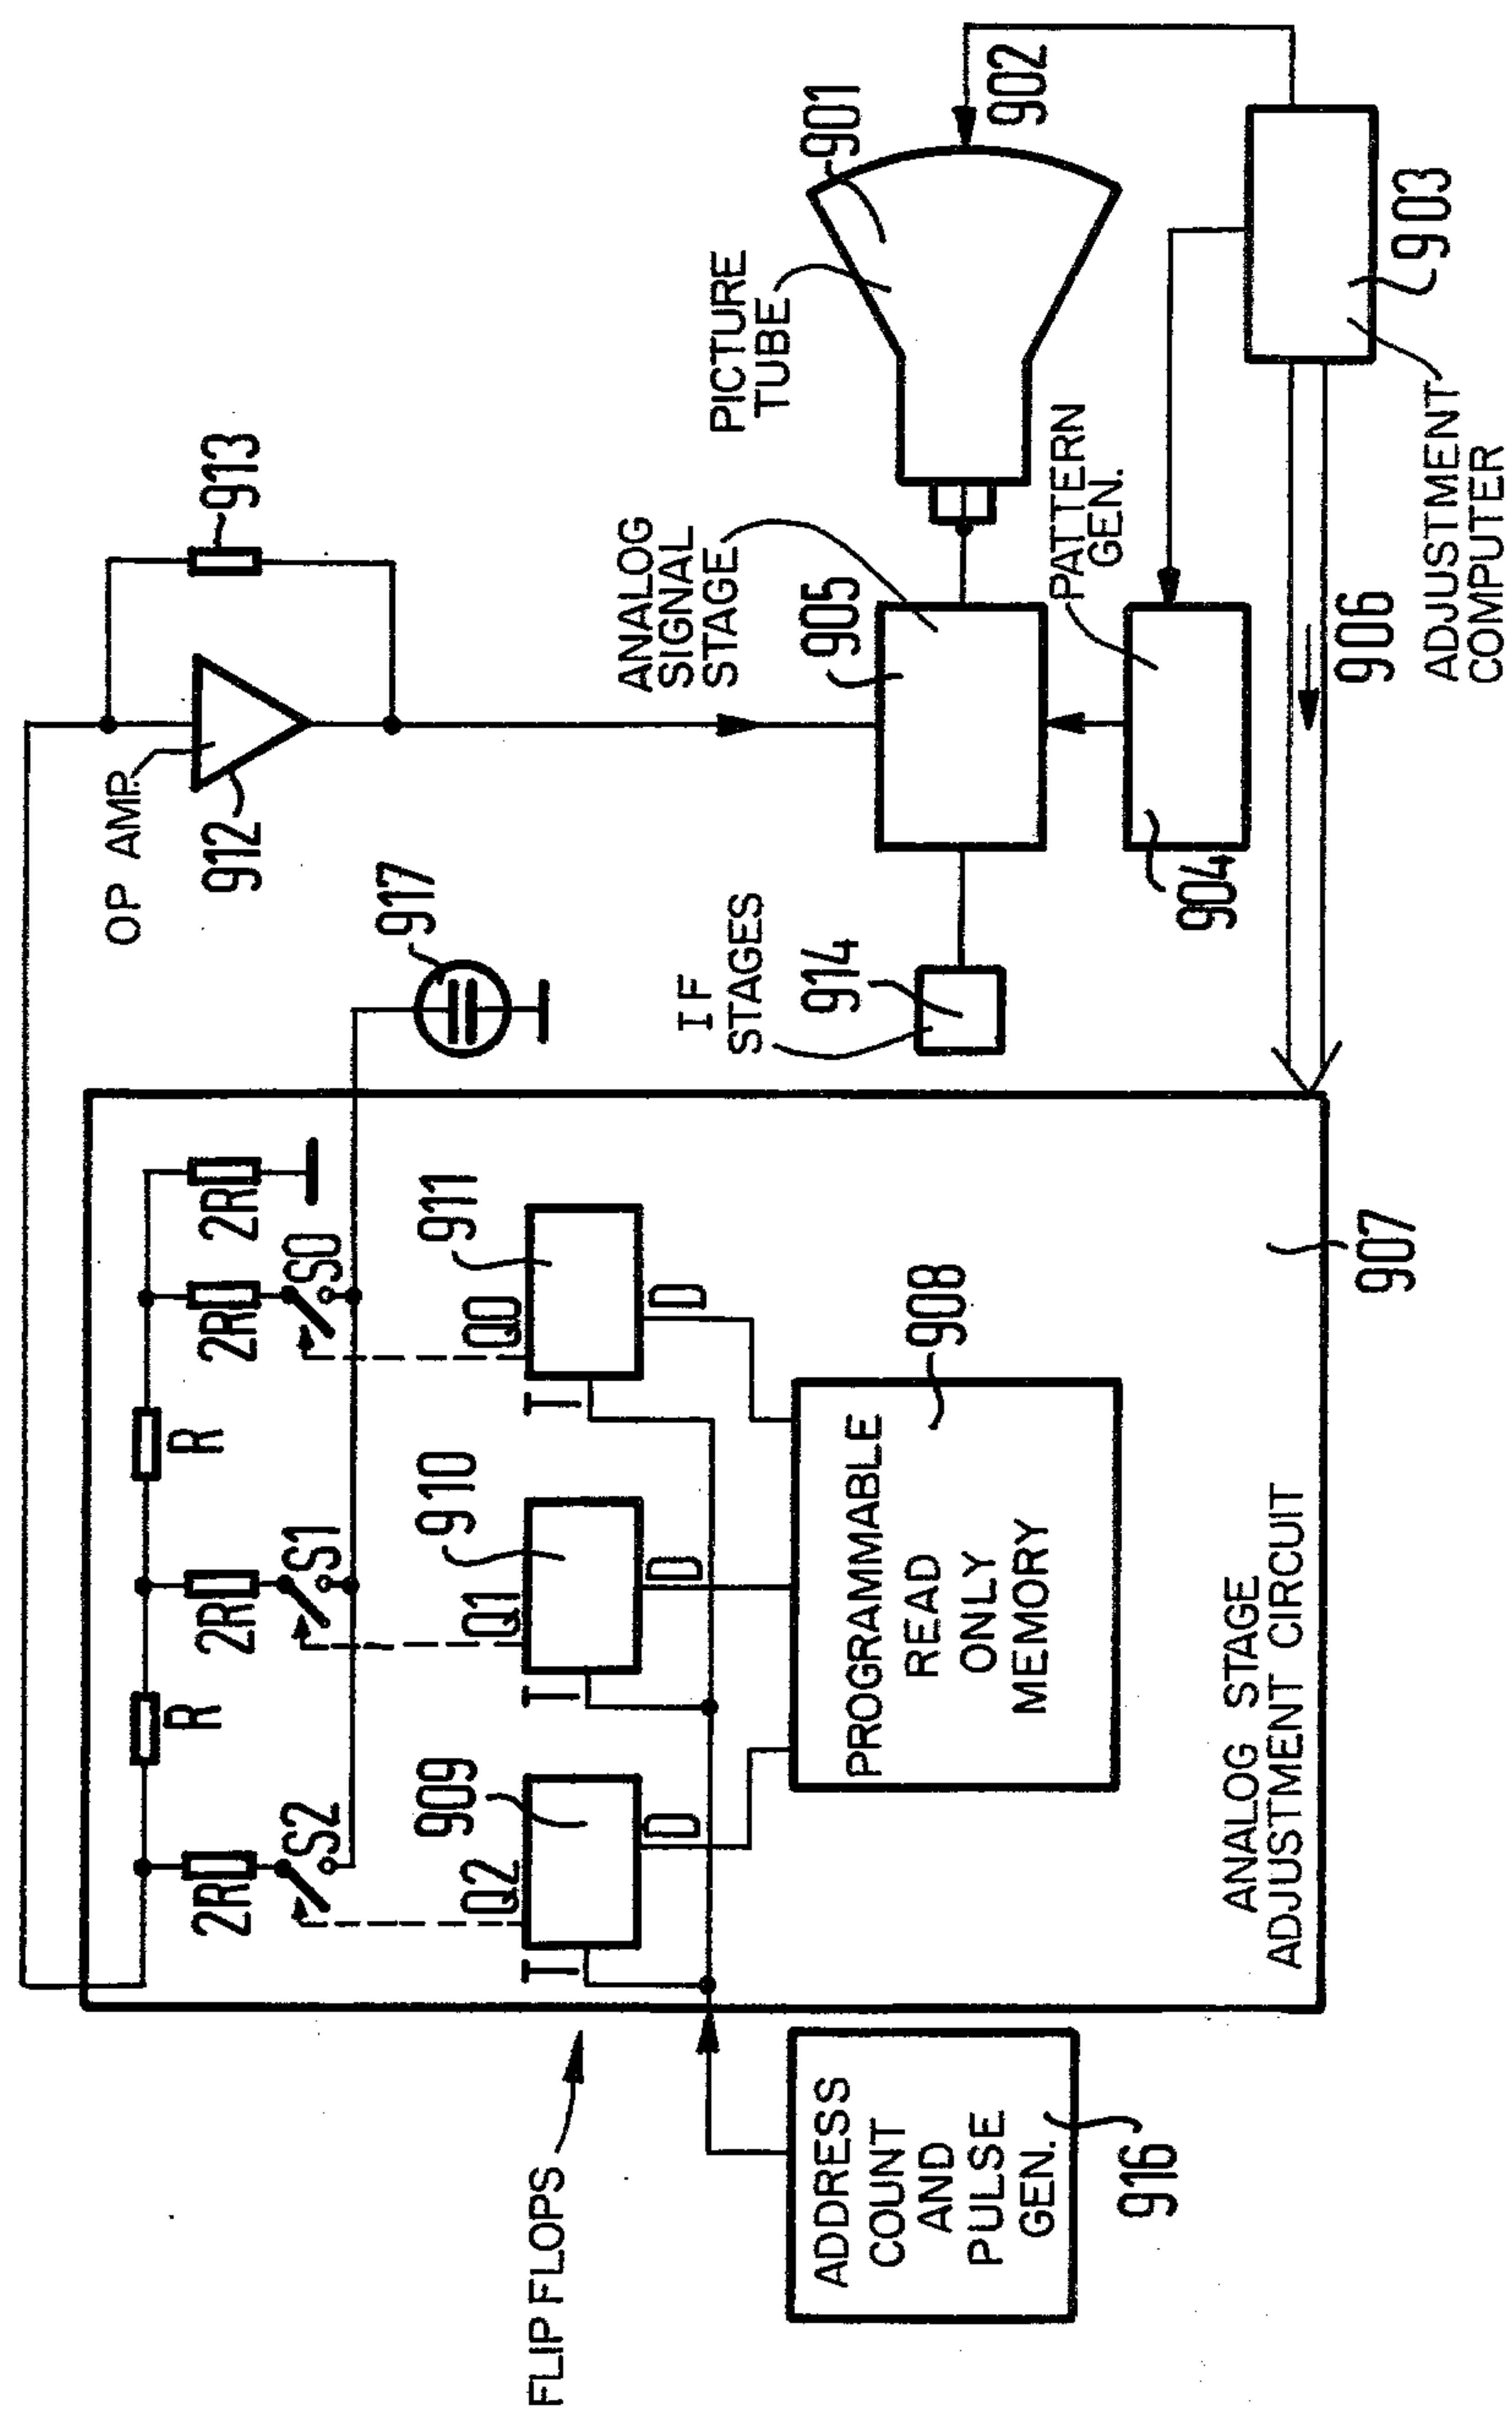 913
OP AMP.
912
917
2R
2R
S0
R
2R
S1
R
2R
S2
911
Q0
T
D
910
Q1
T
D
909
Q2
T
D
FLIP FLOPS
PROGRAMMABLE
READ
ONLY
MEMORY
908
ANALOG STAGE
ADJUSTMENT CIRCUIT
907
ADDRESS
COUNT
AND
PULSE
GEN.
916
ANALOG
SIGNAL
STAGE
905
IF
STAGES
914
PICTURE
TUBE
901
902
PATTERN
GEN.
904
903
906
ADJUSTMENT
COMPUTER